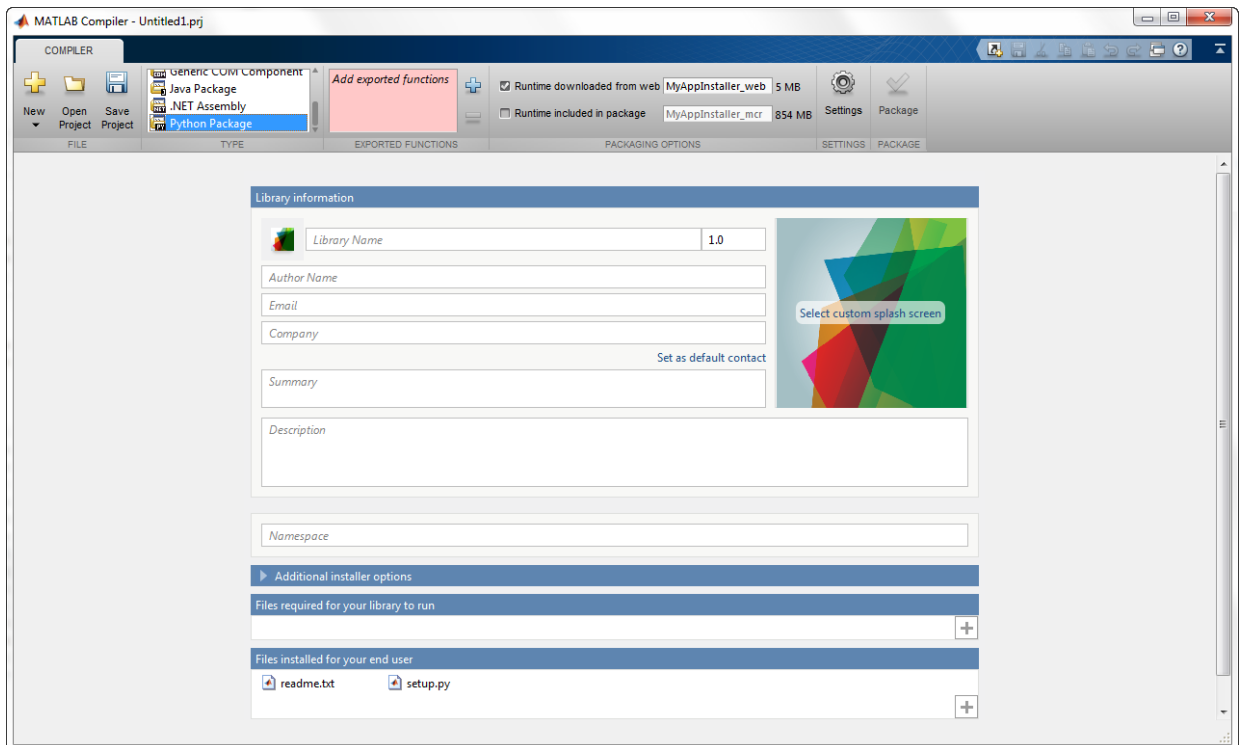 MATLAB Compiler - Untitled1.prj
COMPILER
New
Open Project
Save Project
FILE
Generic COM Component
Java Package
.NET Assembly
Python Package
TYPE
Add exported functions
EXPORTED FUNCTIONS
Runtime downloaded from web MyAppInstaller_web 5 MB
Runtime included in package MyAppInstaller_mcr 854 MB
PACKAGING OPTIONS
Settings
SETTINGS
Package
PACKAGE
Library information
Library Name 1.0
Author Name
Email
Company
Set as default contact
Select custom splash screen
Summary
Description
Namespace
Additional installer options
Files required for your library to run
Files installed for your end user
readme.txt setup.py